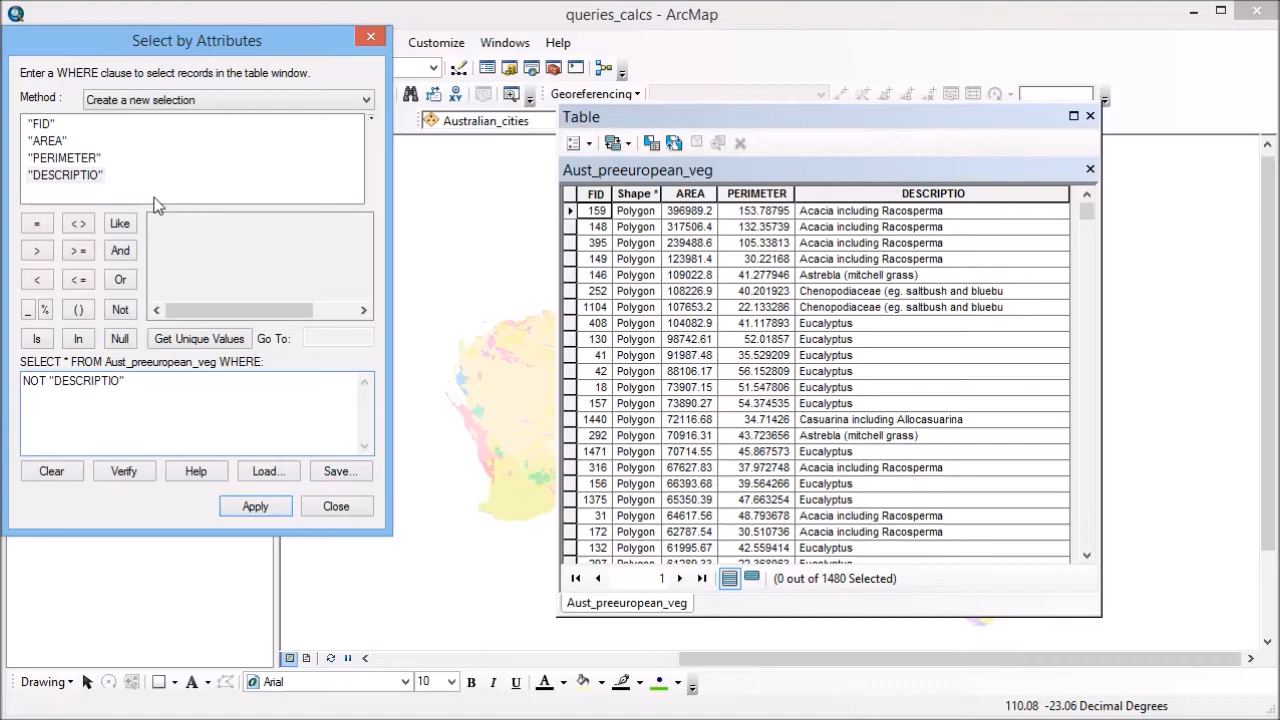 queries_calcs - ArcMap
Select by Attributes
Customize Windows Help
Enter a WHERE clause to select records in the table window.
Method : Create a new selection
Georeferencing
"FID"
"AREA"
"PERIMETER"
"DESCRIPTIO"
Australian_cities
= < > Like
> > = And
< < = Or
_ % ( ) Not
Is In Null Get Unique Values Go To:
SELECT * FROM Aust_preeuropean_veg WHERE:
NOT "DESCRIPTIO"
Clear Verify Help Load... Save...
Apply Close
Table
Aust_preeuropean_veg
FID Shape * AREA PERIMETER DESCRIPTIO
159 Polygon 396989.2 153.78795 Acacia including Racosperma
148 Polygon 317506.4 132.35739 Acacia including Racosperma
395 Polygon 239488.6 105.33813 Acacia including Racosperma
149 Polygon 123981.4 30.22168 Acacia including Racosperma
146 Polygon 109022.8 41.277946 Astrebla (mitchell grass)
252 Polygon 108226.9 40.201923 Chenopodiaceae (eg. saltbush and bluebu
1104 Polygon 107653.2 22.133286 Chenopodiaceae (eg. saltbush and bluebu
408 Polygon 104082.9 41.117893 Eucalyptus
130 Polygon 98742.61 52.01857 Eucalyptus
41 Polygon 91987.48 35.529209 Eucalyptus
42 Polygon 88106.17 56.152809 Eucalyptus
18 Polygon 73907.15 51.547806 Eucalyptus
157 Polygon 73890.27 54.374535 Eucalyptus
1440 Polygon 72116.68 34.71426 Casuarina including Allocasuarina
292 Polygon 70916.31 43.723656 Astrebla (mitchell grass)
1471 Polygon 70714.55 45.867573 Eucalyptus
316 Polygon 67627.83 37.972748 Acacia including Racosperma
156 Polygon 66393.68 39.564266 Eucalyptus
1375 Polygon 65350.39 47.663254 Eucalyptus
31 Polygon 64617.56 48.793678 Acacia including Racosperma
172 Polygon 62787.54 30.510736 Acacia including Racosperma
132 Polygon 61995.67 42.559414 Eucalyptus
1 (0 out of 1480 Selected)
Aust_preeuropean_veg
Drawing A Arial 10 B I U A
110.08 -23.06 Decimal Degrees